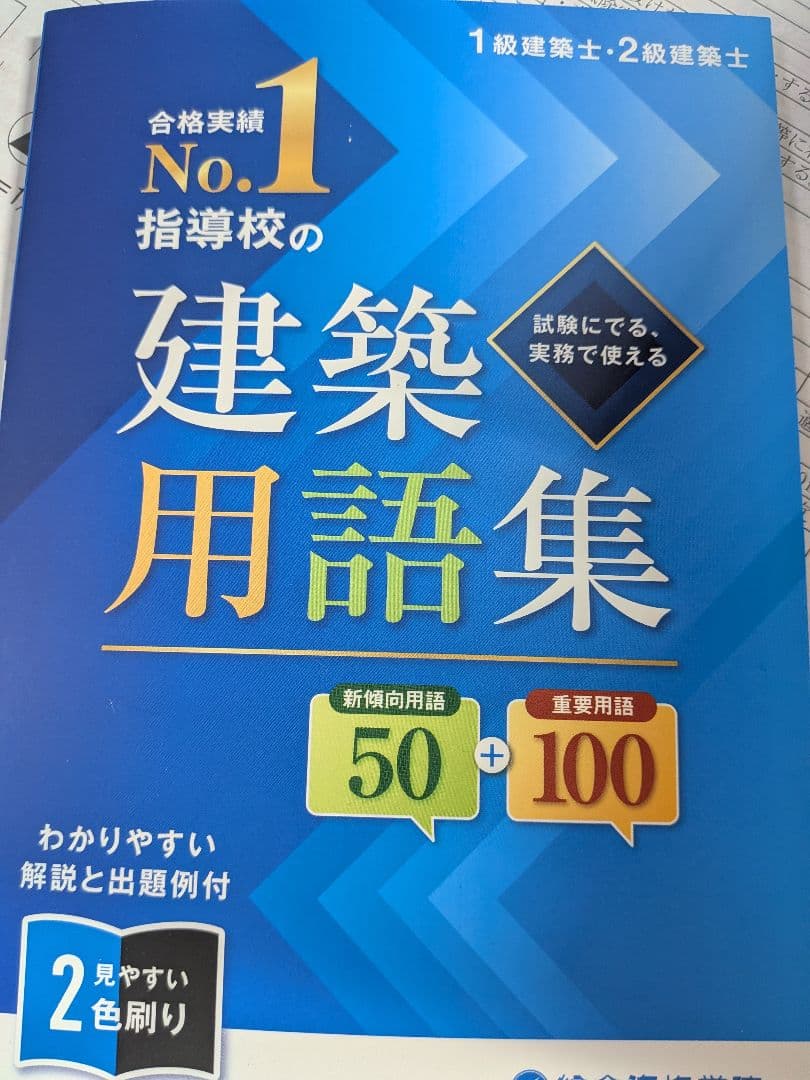 1級建築士・2級建築士
合格実績
No.1
指導校の
試験にでる、
実務で使える
建築
用語集
新傾向用語
50
+
重要用語
100
わかりやすい
解説と出題例付
2
見やすい
色刷り